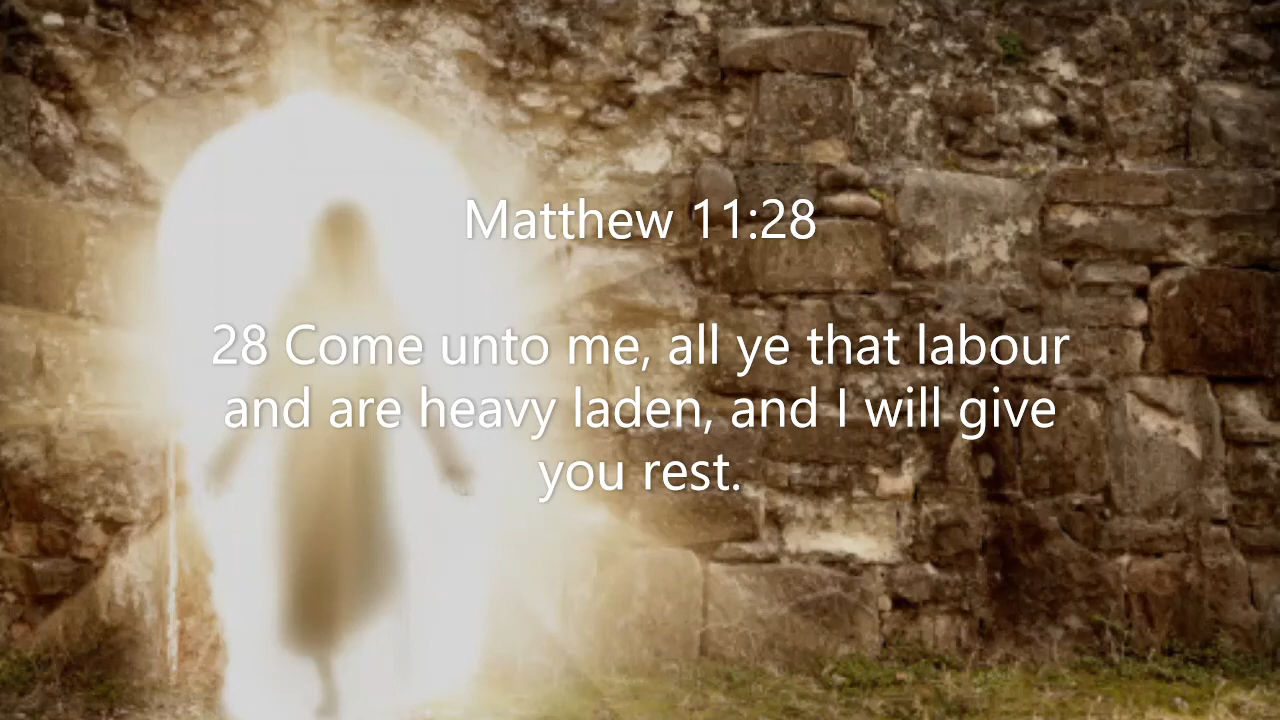 Matthew 11:28
28 Come unto me, all ye that labour
and are heavy laden, and I will give
you rest.